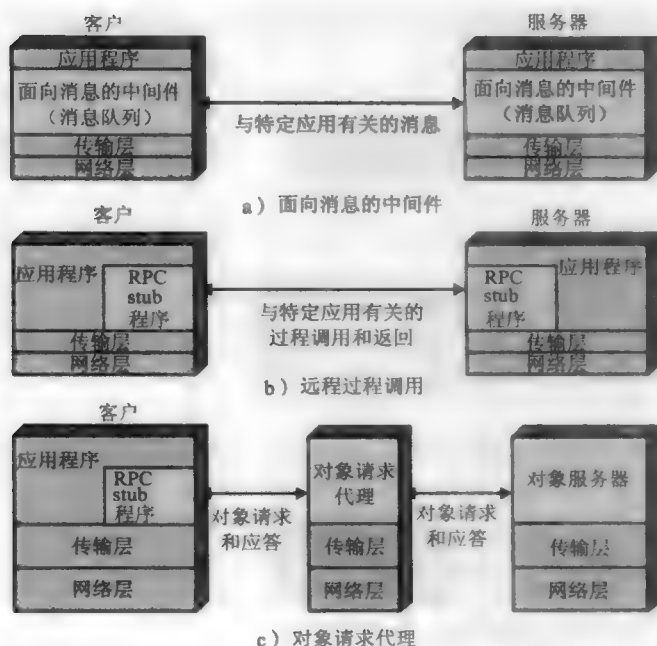 客户
服务器
应用程序
应用程序
面向消息的中间件
(消息队列)
面向消息的中间件
(消息队列)
与特定应用有关的消息
传输层
传输层
网络层
网络层
a) 面向消息的中间件
客户
服务器
应用程序
RPC
stub
程序
RPC
stub
程序
应用程序
与特定应用有关的
过程调用和返回
传输层
传输层
网络层
网络层
b) 远程过程调用
客户
应用程序
RPC
stub
程序
对象请求
代理
对象服务器
对象请求
和应答
对象请求
和应答
传输层
传输层
传输层
网络层
网络层
网络层
c) 对象请求代理